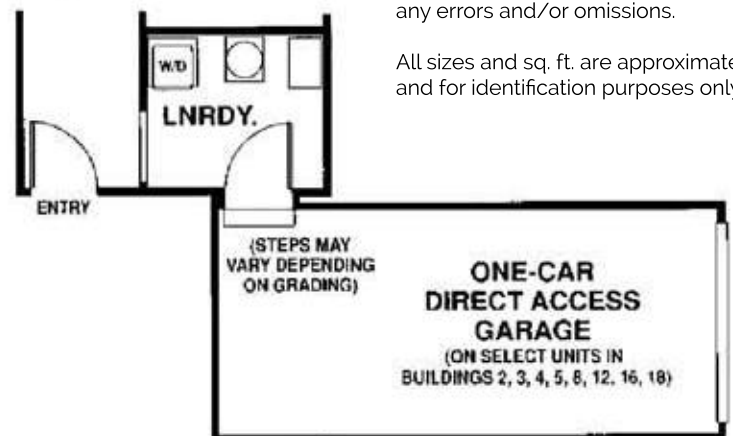 any errors and/or omissions.
All sizes and sq. ft. are approximate
and for identification purposes only
W/D
LNRDY.
ENTRY
(STEPS MAY
VARY DEPENDING
ON GRADING)
ONE-CAR
DIRECT ACCESS
GARAGE
(ON SELECT UNITS IN
BUILDINGS 2, 3, 4, 5, 8, 12, 16, 18)